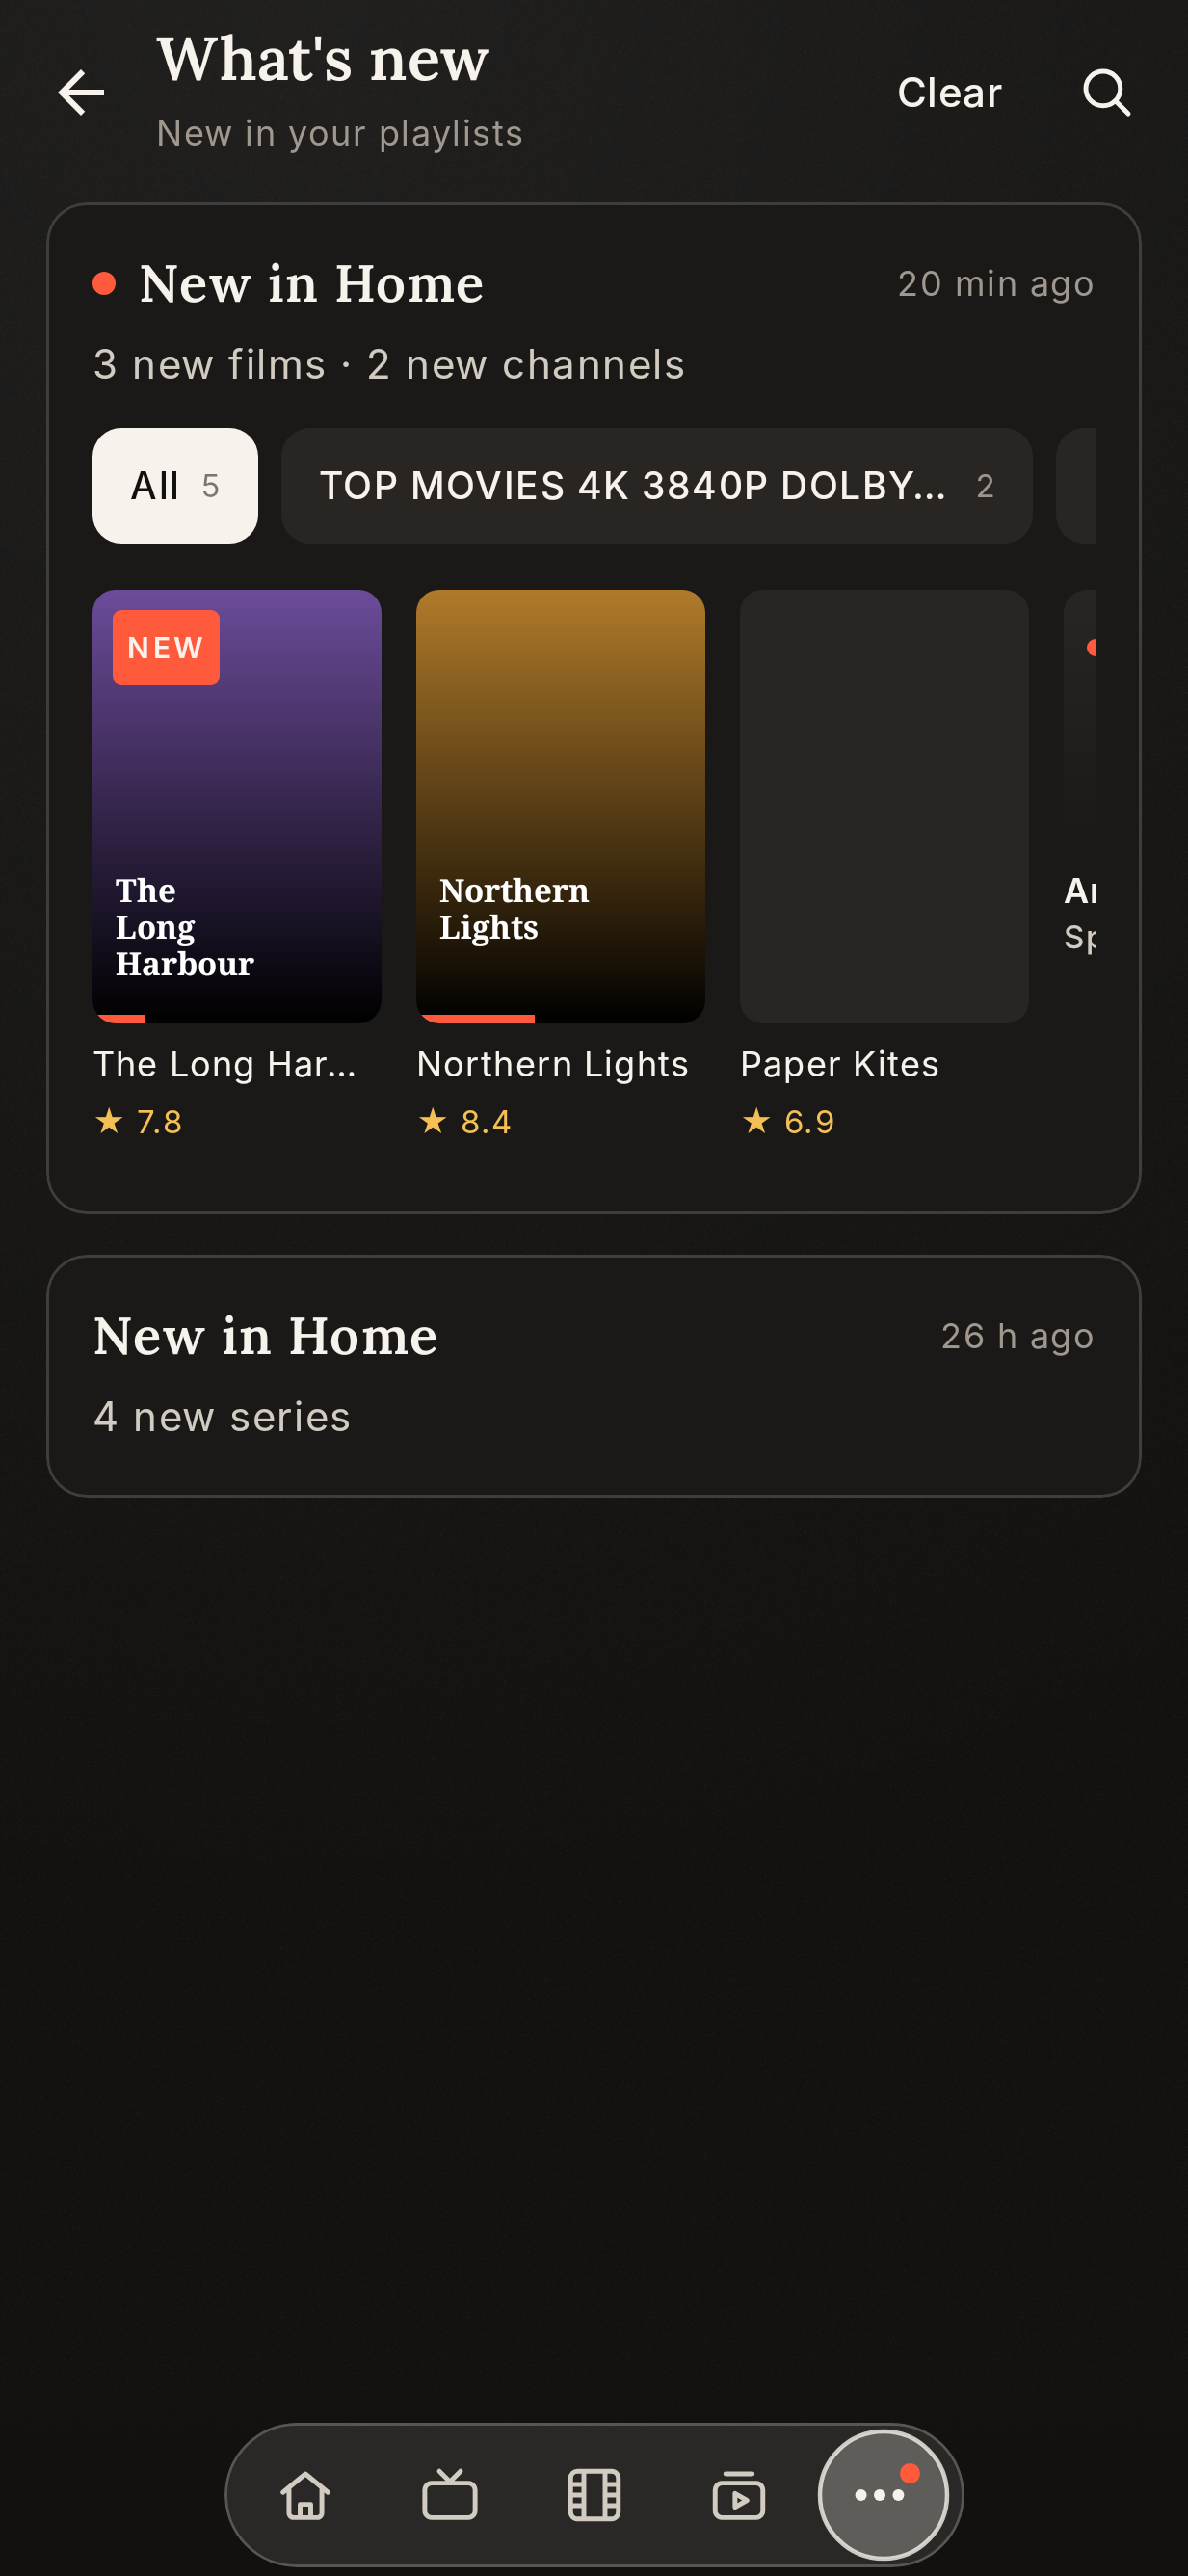 What's new
New in your playlists
Clear
New in Home
20 min ago
3 new films · 2 new channels
All 5
TOP MOVIES 4K 3840P DOLBY... 2
NEW
The
Long
Harbour
Northern
Lights
The Long Har...
★ 7.8
Northern Lights
★ 8.4
Paper Kites
★ 6.9
New in Home
26 h ago
4 new series